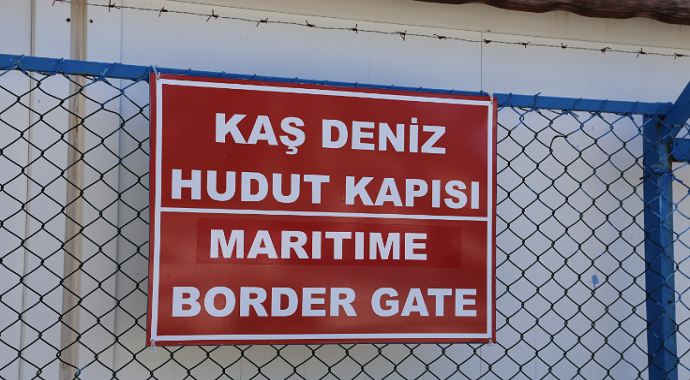 KAŞ DENİZ
HUDUT KAPISI
MARITIME
BORDER GATE